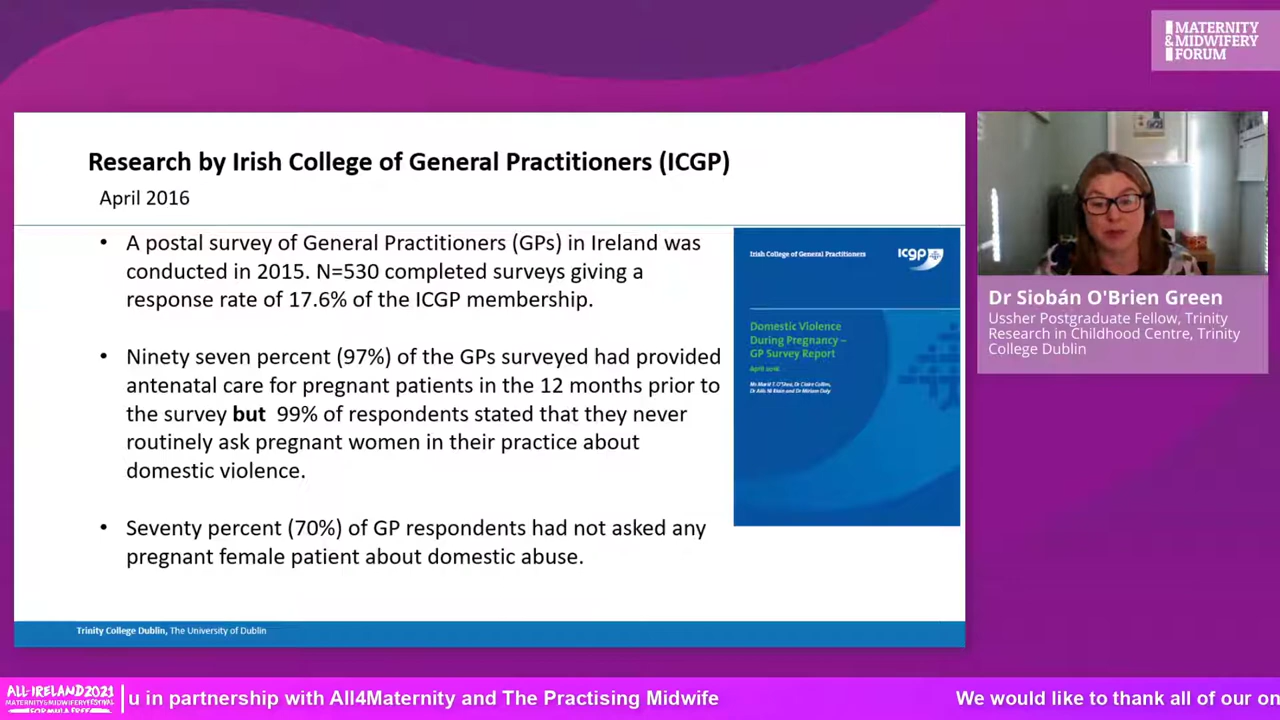 MATERNITY
& MIDWIFERY
FORUM
Research by Irish College of General Practitioners (ICGP)
April 2016
• A postal survey of General Practitioners (GPs) in Ireland was
conducted in 2015. N=530 completed surveys giving a
response rate of 17.6% of the ICGP membership.
• Ninety seven percent (97%) of the GPs surveyed had provided
antenatal care for pregnant patients in the 12 months prior to
the survey but 99% of respondents stated that they never
routinely ask pregnant women in their practice about
domestic violence.
• Seventy percent (70%) of GP respondents had not asked any
pregnant female patient about domestic abuse.
Irish College of General Practitioners
icgp
Domestic Violence
During Pregnancy –
GP Survey Report
April 2016
Trinity College Dublin, The University of Dublin
Dr Siobán O'Brien Green
Ussher Postgraduate Fellow, Trinity
Research in Childhood Centre, Trinity
College Dublin
ALL-IRELAND2021
MATERNITY&MIDWIFERYFESTIVAL
FORMULA FREE
u in partnership with All4Maternity and The Practising Midwife
We would like to thank all of our on